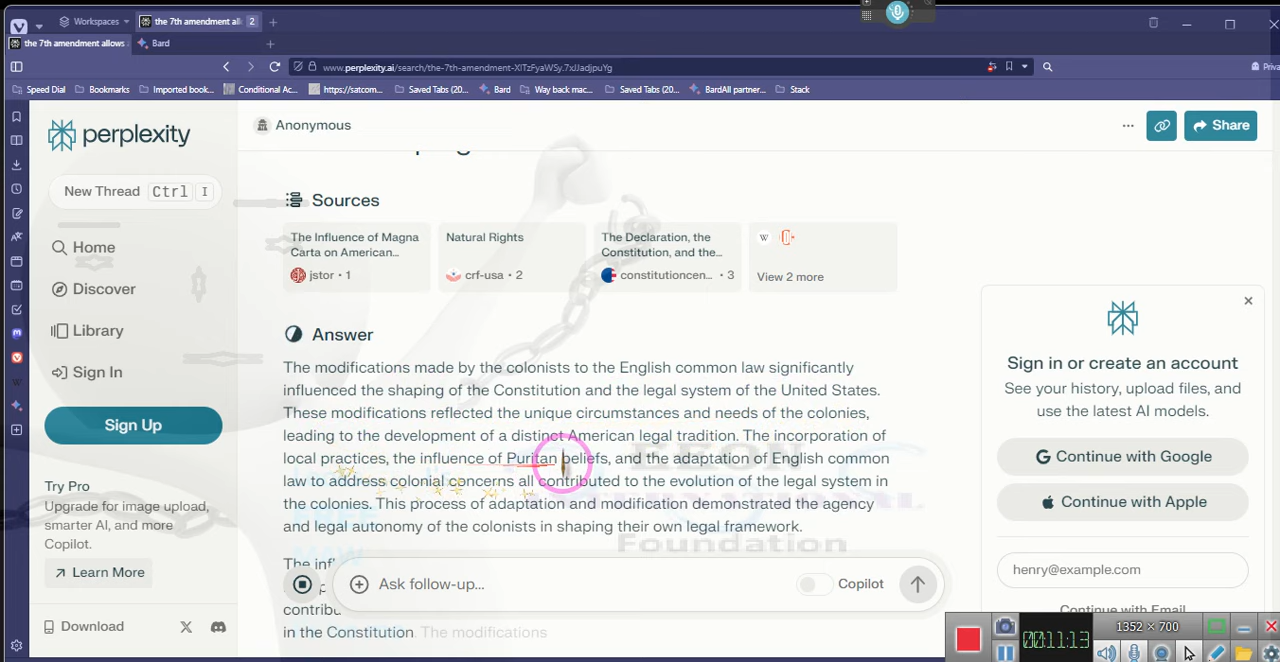 Workspaces
the 7th amendment all
2
the 7th amendment allows
Bard
www.perplexity.ai/search/the-7th-amendment-XlTzFyaWSy.7xJJadjpuYg
Priva
Speed Dial
Bookmarks
Imported book...
Conditional Ac...
https://satcom...
Saved Tabs (20...
Bard
Way back mac...
Saved Tabs (20...
BardAll partner...
Stack
perplexity
Anonymous
Share
New Thread Ctrl I
Home
Discover
Library
Sign In
Sign Up
Try Pro
Upgrade for image upload,
smarter AI, and more
Copilot.
Learn More
Download
Sources
The Influence of Magna
Carta on American...
jstor • 1
Natural Rights
crf-usa • 2
The Declaration, the
Constitution, and the...
constitutioncen... • 3
W
View 2 more
Answer
The modifications made by the colonists to the English common law significantly
influenced the shaping of the Constitution and the legal system of the United States.
These modifications reflected the unique circumstances and needs of the colonies,
leading to the development of a distinct American legal tradition. The incorporation of
local practices, the influence of Puritan beliefs, and the adaptation of English common
law to address colonial concerns all contributed to the evolution of the legal system in
the colonies. This process of adaptation and modification demonstrated the agency
and legal autonomy of the colonists in shaping their own legal framework.
Foundation
The inf
Ask follow-up...
Copilot
contribu
in the Constitution. The modifications
Sign in or create an account
See your history, upload files, and
use the latest AI models.
Continue with Google
Continue with Apple
henry@example.com
Continue with Email
1352 × 700
00:11:13